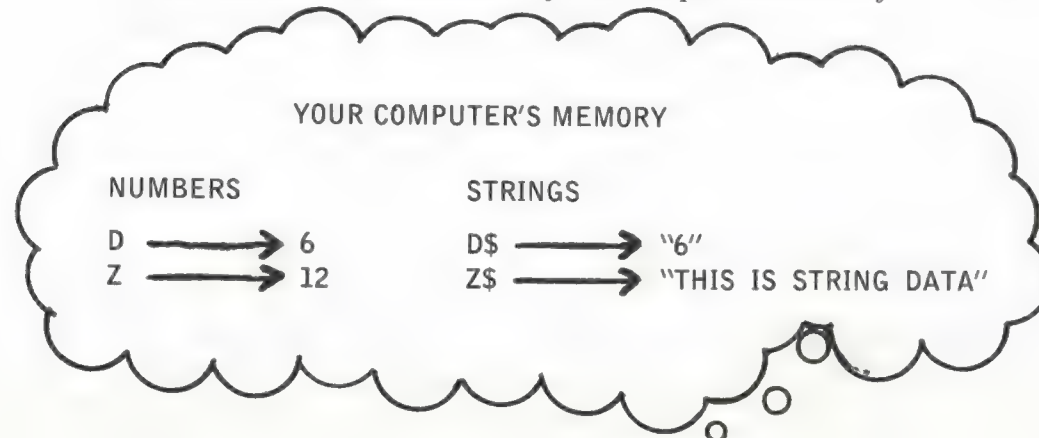 YOUR COMPUTER'S MEMORY
NUMBERS STRINGS
D 6 D$ "6"
Z 12 Z$ "THIS IS STRING DATA"